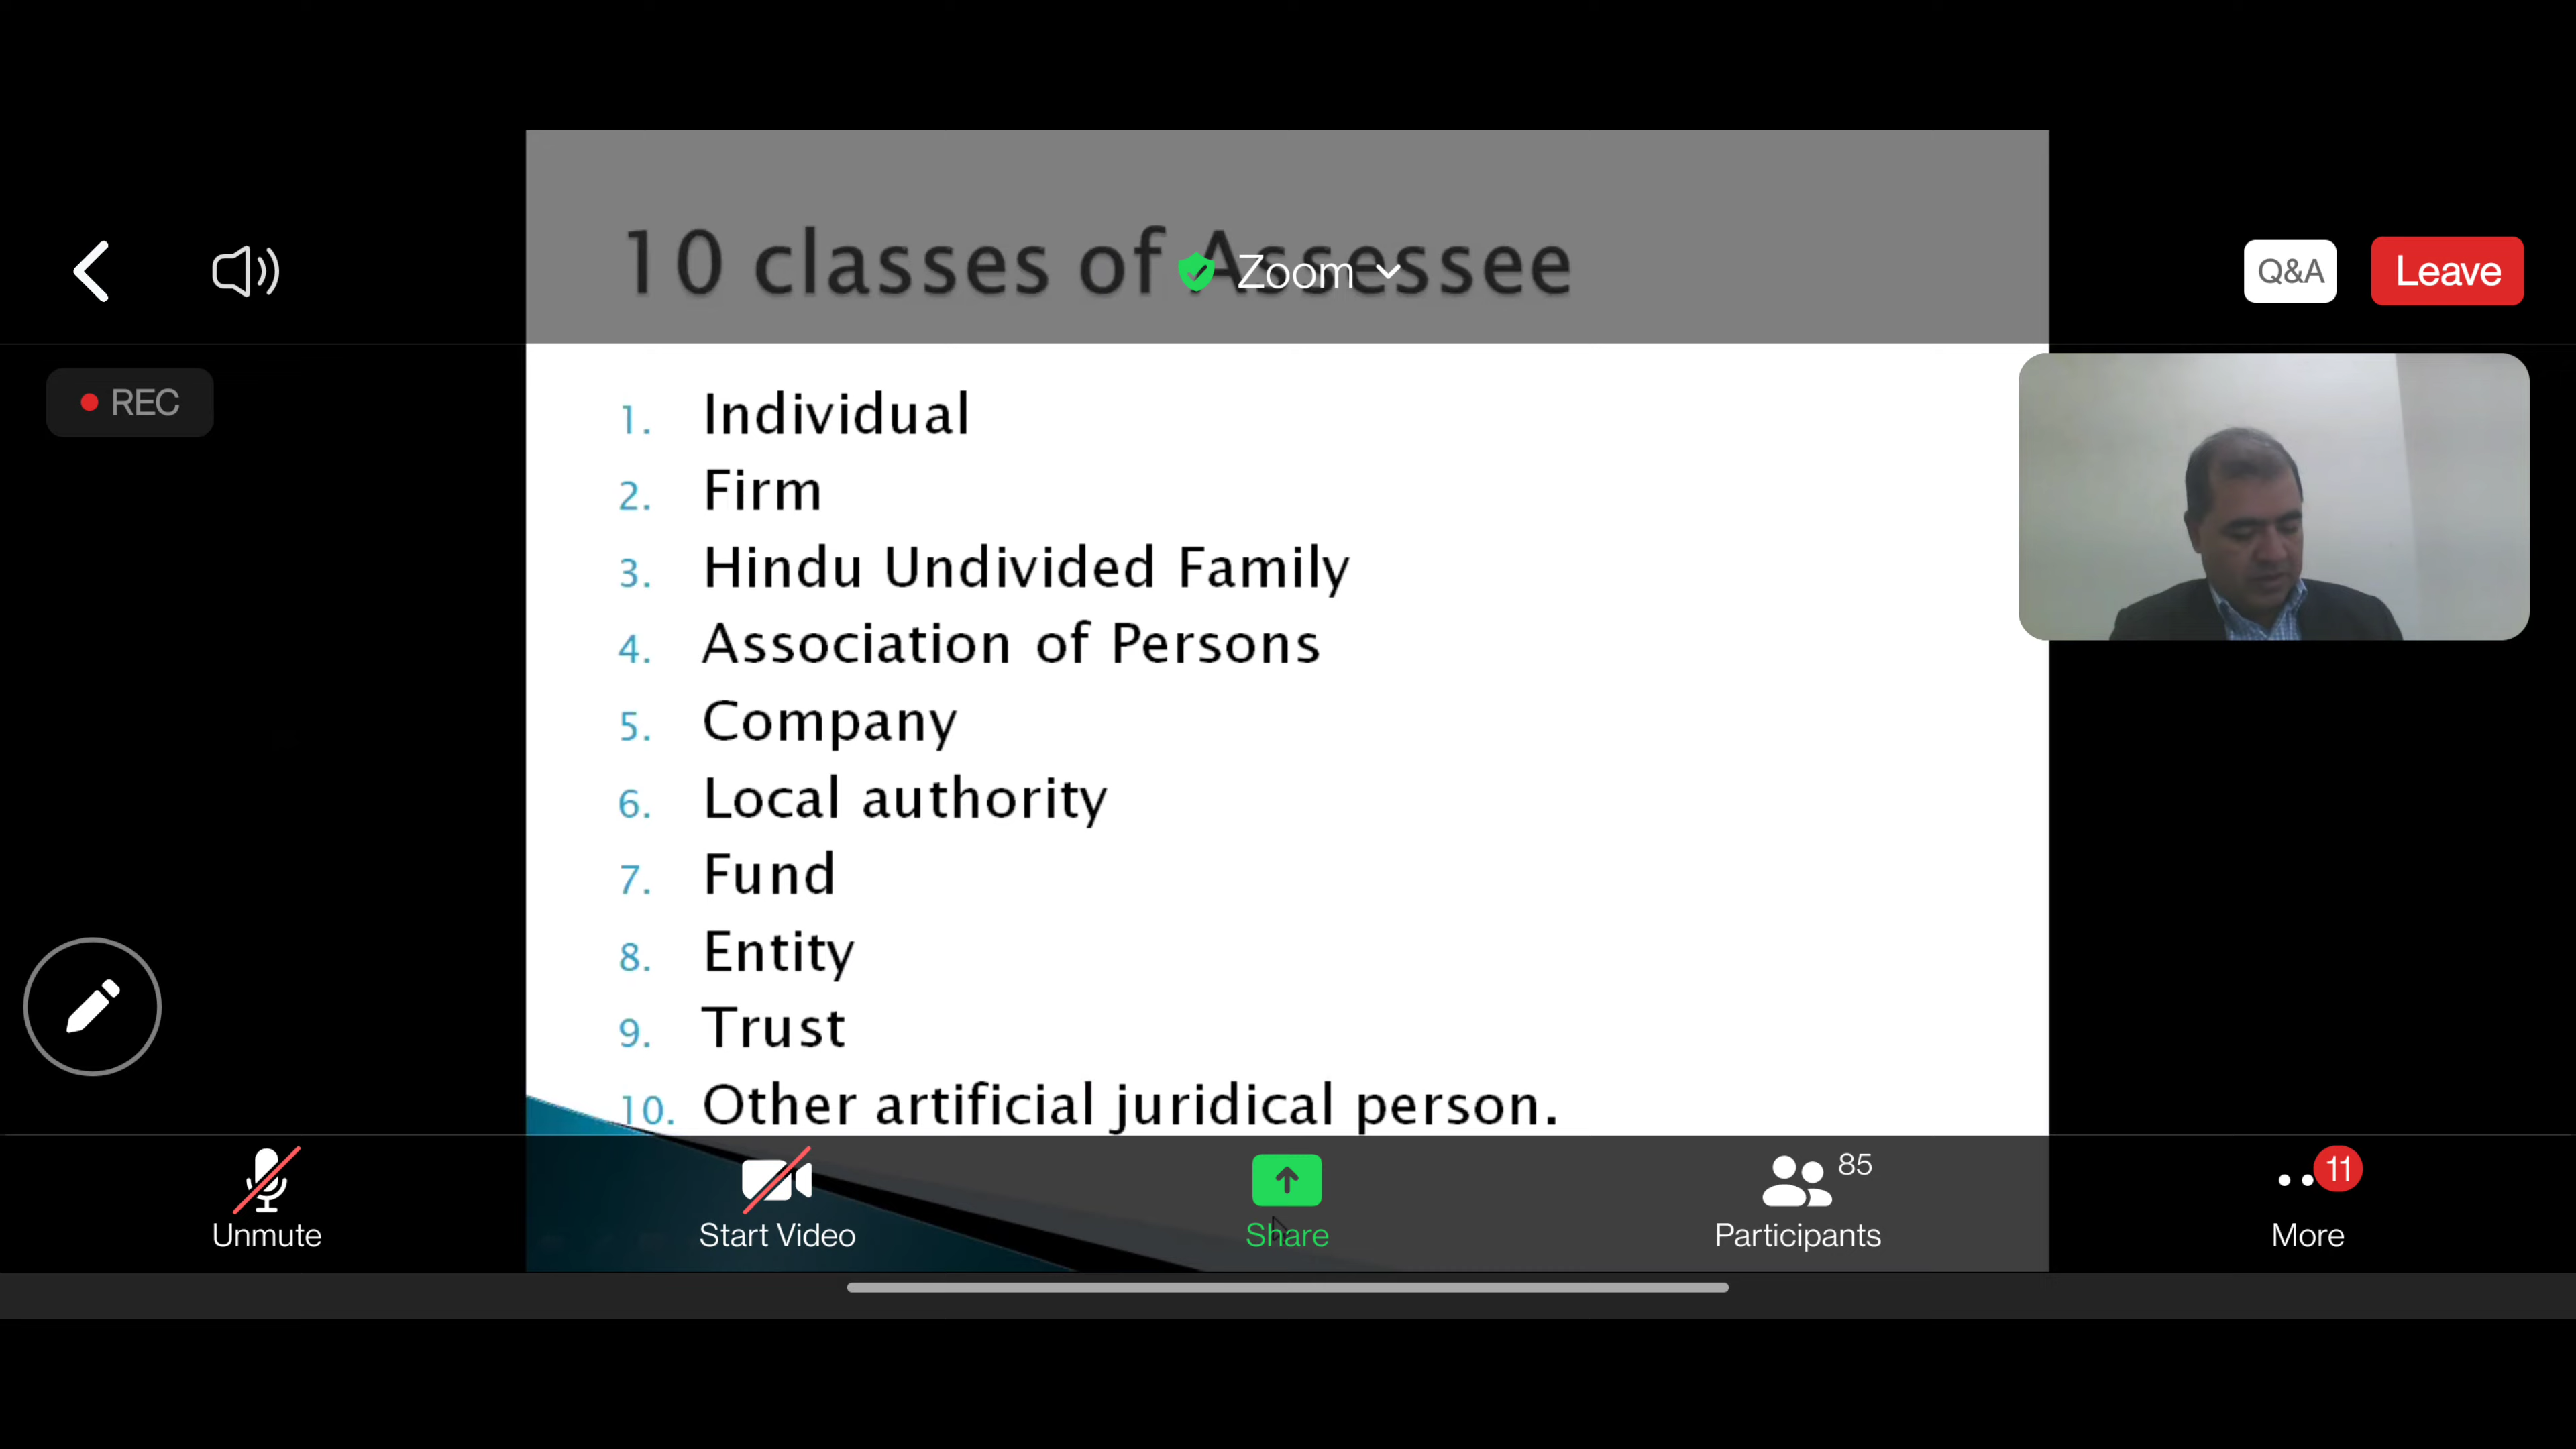 10 classes of Assessee
Zoom
Q&A
Leave
REC
1. Individual
2. Firm
3. Hindu Undivided Family
4. Association of Persons
5. Company
6. Local authority
7. Fund
8. Entity
9. Trust
10. Other artificial juridical person.
Unmute
Start Video
Share
85
Participants
11
More